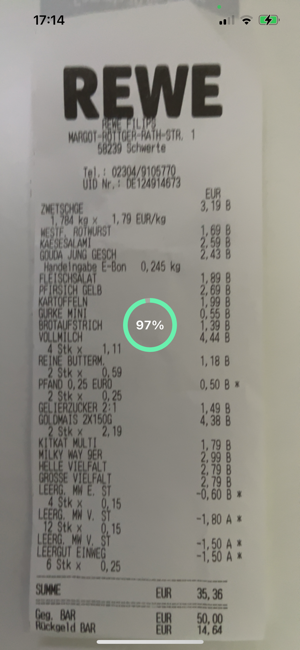 17:14
REWE
REWE FILIPS
MARGOT-RÖTTGER-RATH-STR. 1
58239 Schwerte
Tel.: 02304/9105770
UID Nr.: DE124914673
EUR
ZWETSCHGE 3,19 B
1,784 kg x 1,79 EUR/kg
WESTF. ROTWURST 1,69 B
KAESESALAMI 2,59 B
GOUDA JUNG GESCH 2,43 B
Handeingabe E-Bon 0,245 kg
FLEISCHSALAT 1,89 B
PFIRSICH GELB 2,69 B
KARTOFFELN 1,99 B
GURKE MINI 0,55 B
BROTAUFSTRICH 1,39 B
VOLLMILCH 4,44 B
4 Stk x 1,11
97%
REINE BUTTERM. 1,18 B
2 Stk x 0,59
PFAND 0,25 EURO 0,50 B *
2 Stk x 0,25
GELIERZUCKER 2:1 1,49 B
GOLDMAIS 2X150G 4,38 B
2 Stk x 2,19
KITKAT MULTI 1,79 B
MILKY WAY 9ER 2,99 B
HELLE VIELFALT 2,79 B
GROSSE VIELFALT 2,79 B
LEERG. MW E. ST -0,60 B *
4 Stk x 0,15
LEERG. MW V. ST -1,80 A *
12 Stk x 0,15
LEERG. MW V. ST -1,50 A *
LEERGUT EINWEG -1,50 A *
6 Stk x 0,25
SUMME EUR 35,36
Geg. BAR EUR 50,00
Rückgeld BAR EUR 14,64